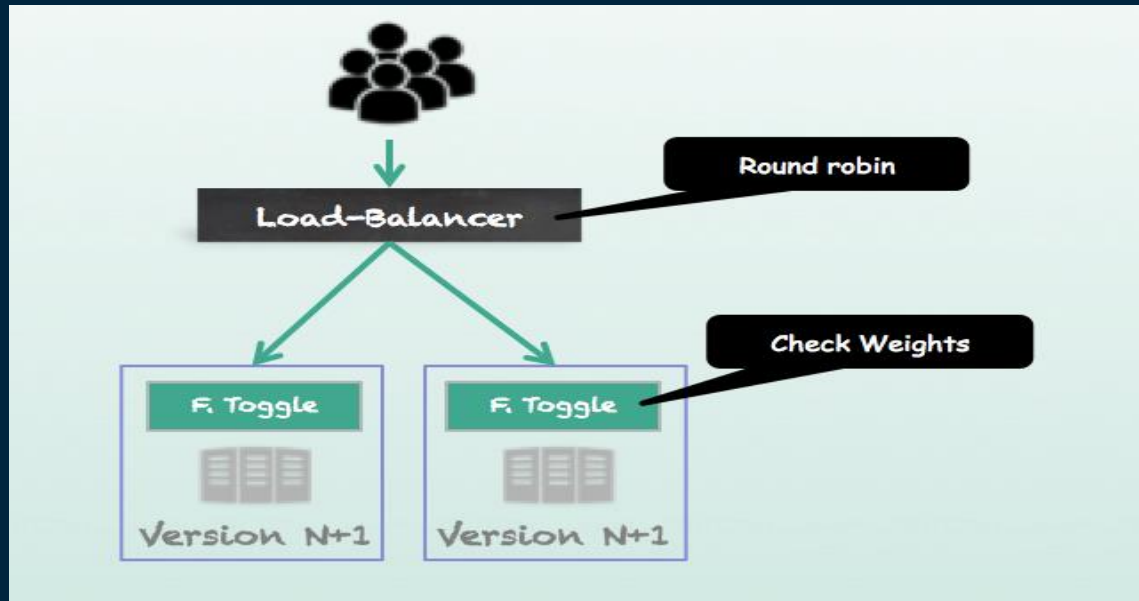 Round robin
Load-Balancer
Check Weights
F. Toggle
F. Toggle
Version N+1
Version N+1